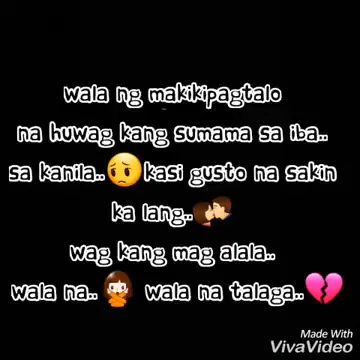 wala ng makikipagtalo
na huwag kang sumama sa iba..
sa kanila..😔kasi gusto na sakin
ka lang..💏
wag kang mag alala..
wala na..🙅 wala na talaga..💔
Made With
VivaVideo